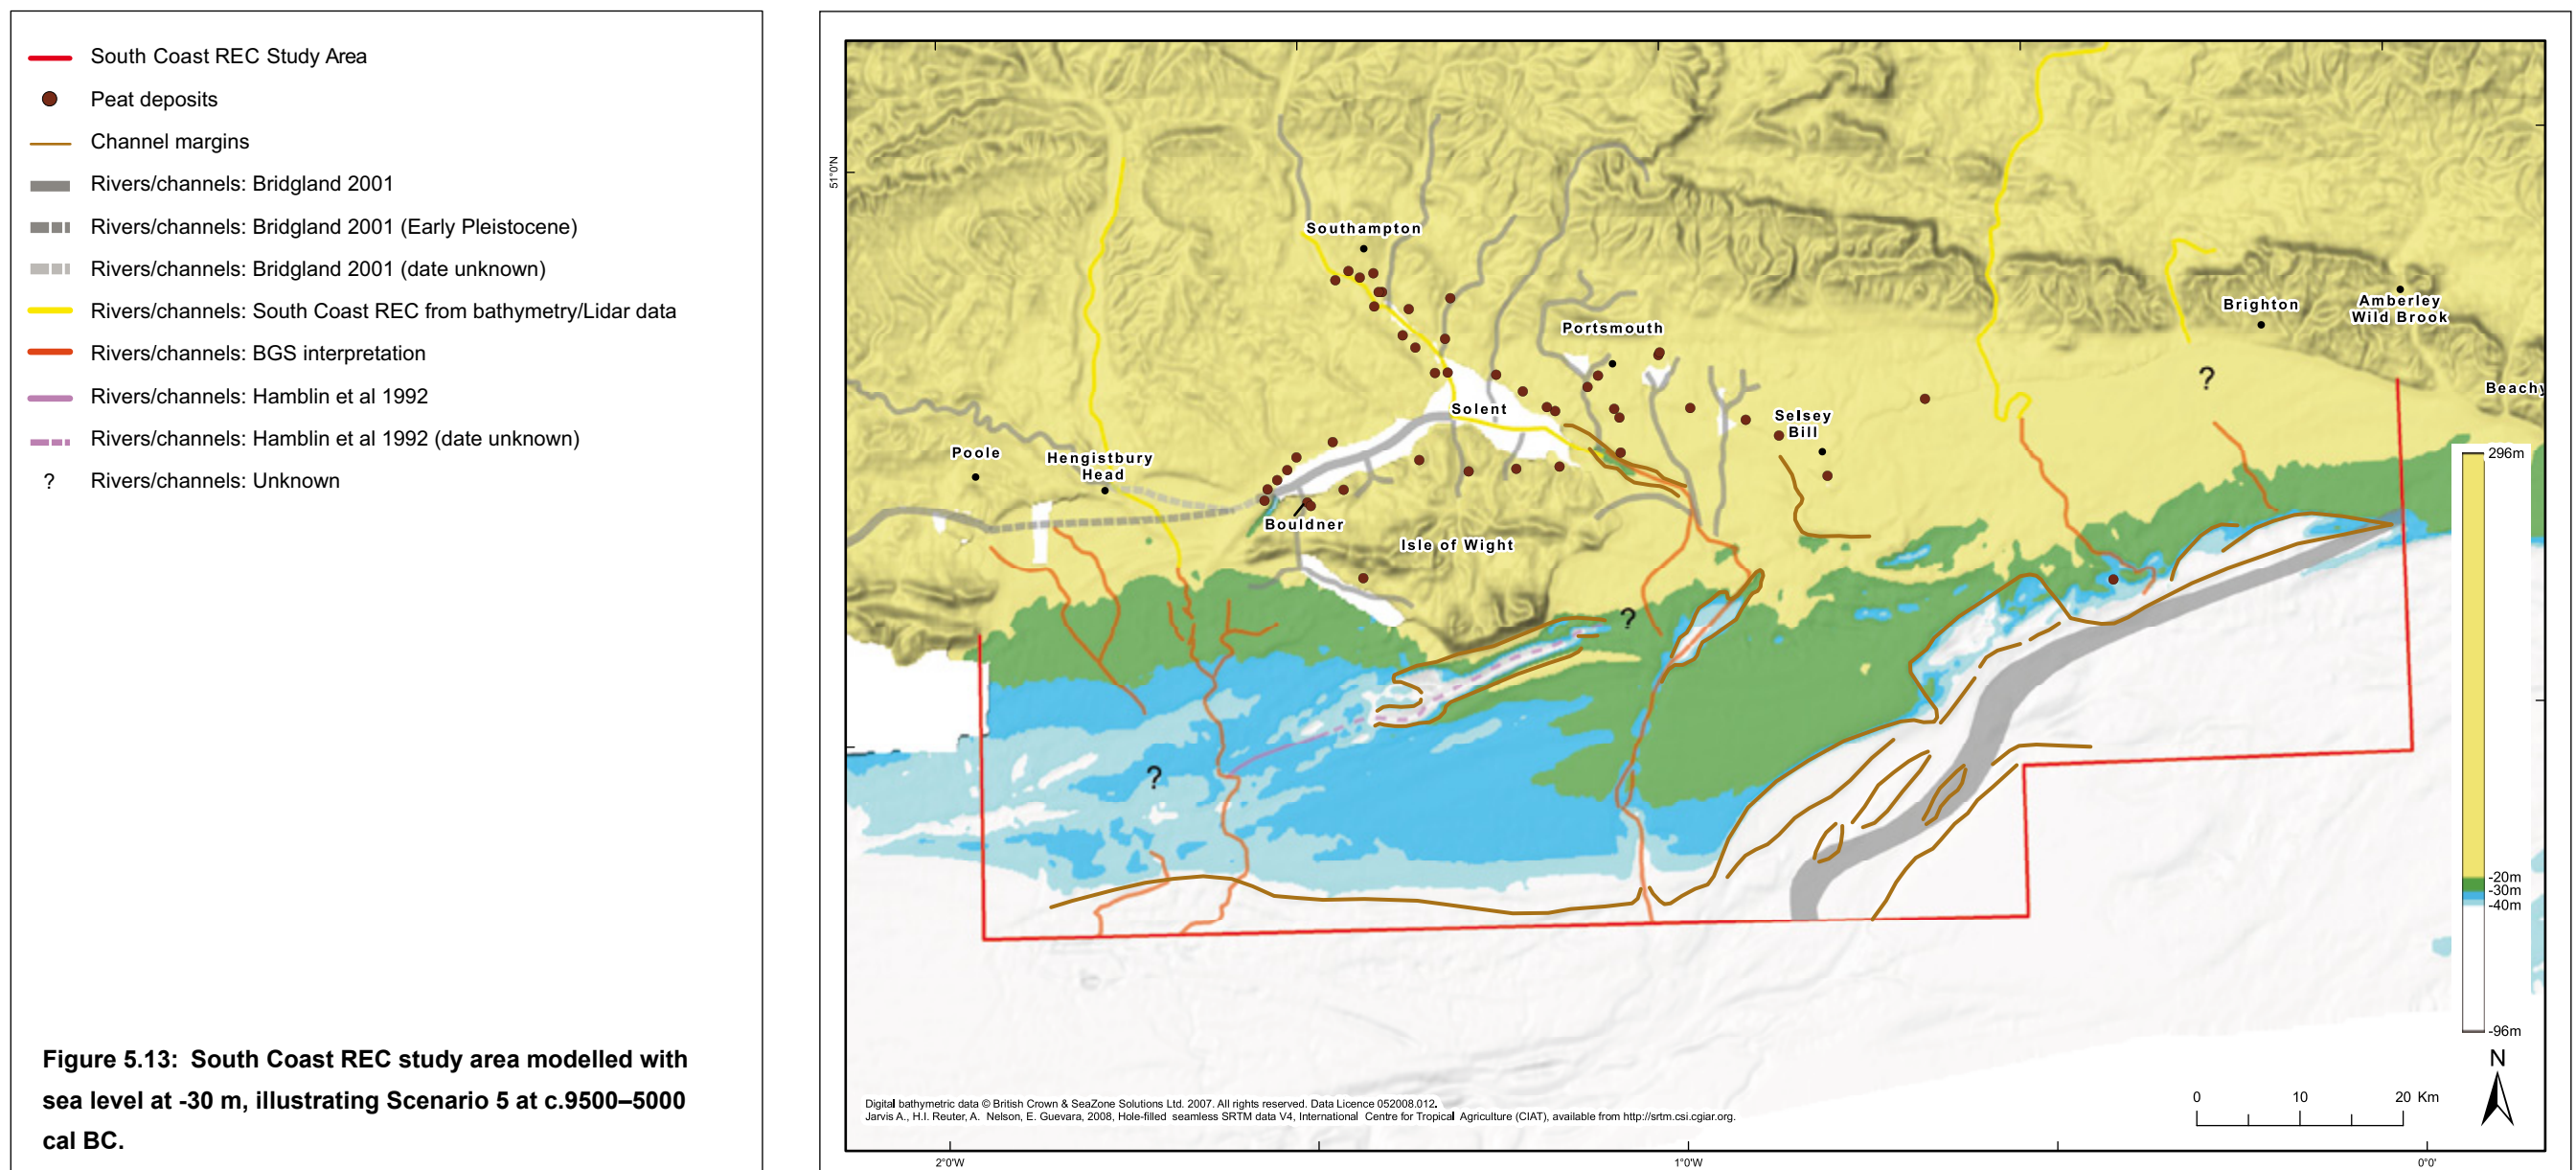 South Coast REC Study Area
Peat deposits
Channel margins
Rivers/channels: Bridgland 2001
Rivers/channels: Bridgland 2001 (Early Pleistocene)
Rivers/channels: Bridgland 2001 (date unknown)
Rivers/channels: South Coast REC from bathymetry/Lidar data
Rivers/channels: BGS interpretation
Rivers/channels: Hamblin et al 1992
Rivers/channels: Hamblin et al 1992 (date unknown)
? Rivers/channels: Unknown
Figure 5.13: South Coast REC study area modelled with
sea level at -30 m, illustrating Scenario 5 at c.9500–5000
cal BC.
51°0'N
Southampton
Portsmouth
Brighton
Amberley
Wild Brook
?
Beachy
Solent
Selsey
Bill
Poole
Hengistbury
Head
296m
Bouldner
Isle of Wight
?
?
-20m
-30m
-40m
-96m
N
Digital bathymetric data © British Crown & SeaZone Solutions Ltd. 2007. All rights reserved. Data Licence 052008.012.
Jarvis A., H.I. Reuter, A. Nelson, E. Guevara, 2008, Hole-filled seamless SRTM data V4, International Centre for Tropical Agriculture (CIAT), available from http://srtm.csi.cgiar.org.
0 10 20 Km
2°0'W 1°0'W 0°0'